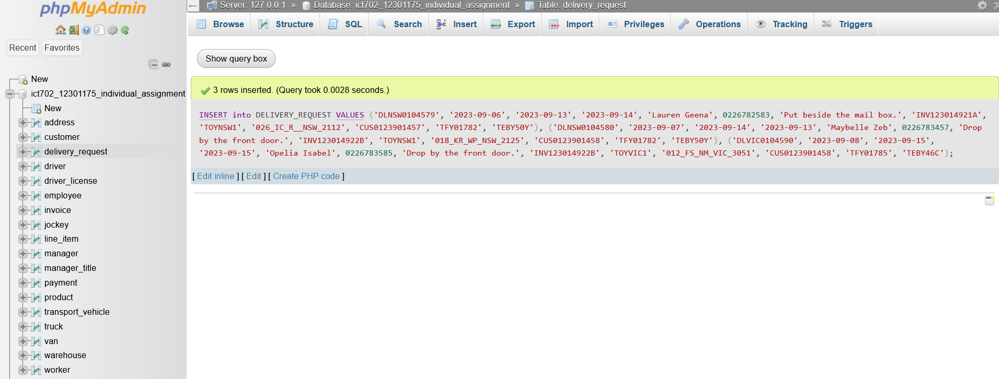 phpMyAdmin
Recent
Favorites
New
ict702_12301175_individual_assignment
New
address
customer
delivery_request
driver
driver_license
employee
invoice
jockey
line_item
manager
manager_title
payment
product
transport_vehicle
truck
van
warehouse
worker
Server: 127.0.0.1 » Database: ict702_12301175_individual_assignment » Table: delivery_request
Browse Structure SQL Search Insert Export Import Privileges Operations Tracking Triggers
Show query box
3 rows inserted. (Query took 0.0028 seconds.)
INSERT into DELIVERY_REQUEST VALUES ('DLNSW0104579', '2023-09-06', '2023-09-13', '2023-09-14', 'Lauren Geena', 0226782583, 'Put beside the mail box.', 'INV123014921A',
'TOYNSW1', '026_IC_R__NSW_2112', 'CUS0123901457', 'TFY01782', 'TEBY50Y'), ('DLNSW0104580', '2023-09-07', '2023-09-14', '2023-09-13', 'Maybelle Zeb', 0226783457, 'Drop
by the front door.', 'INV123014922B', 'TOYNSW1', '018_KR_WP_NSW_2125', 'CUS0123901458', 'TFY01782', 'TEBY50Y'), ('DLVIC0104590', '2023-09-08', '2023-09-15',
'2023-09-15', 'Opelia Isabel', 0226783585, 'Drop by the front door.', 'INV123014922B', 'TOYVIC1', '012_FS_NM_VIC_3051', 'CUS0123901458', 'TFY01785', 'TEBY46C');
[ Edit inline ] [ Edit ] [ Create PHP code ]